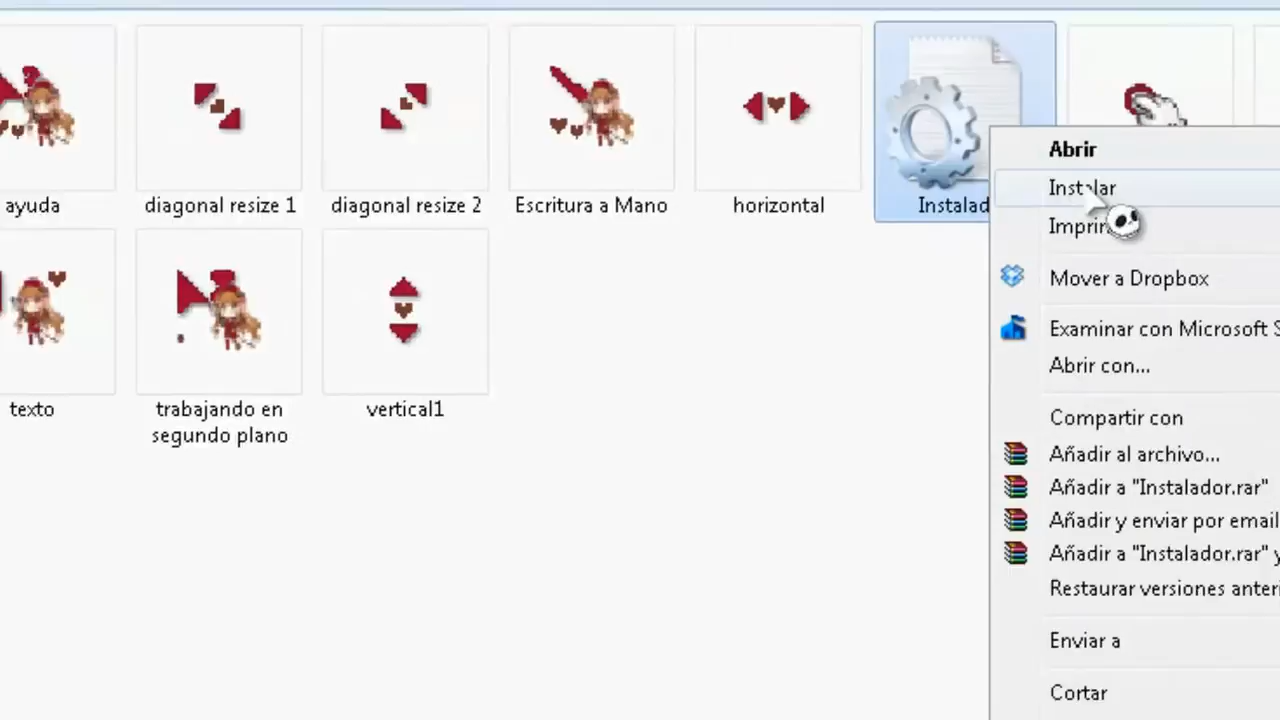 ayuda
diagonal resize 1
diagonal resize 2
Escritura a Mano
horizontal
Instalad
texto
trabajando en
segundo plano
vertical1
Abrir
Instalar
Imprim
Mover a Dropbox
Examinar con Microsoft S
Abrir con...
Compartir con
Añadir al archivo...
Añadir a "Instalador.rar"
Añadir y enviar por email
Añadir a "Instalador.rar" y
Restaurar versiones anteri
Enviar a
Cortar